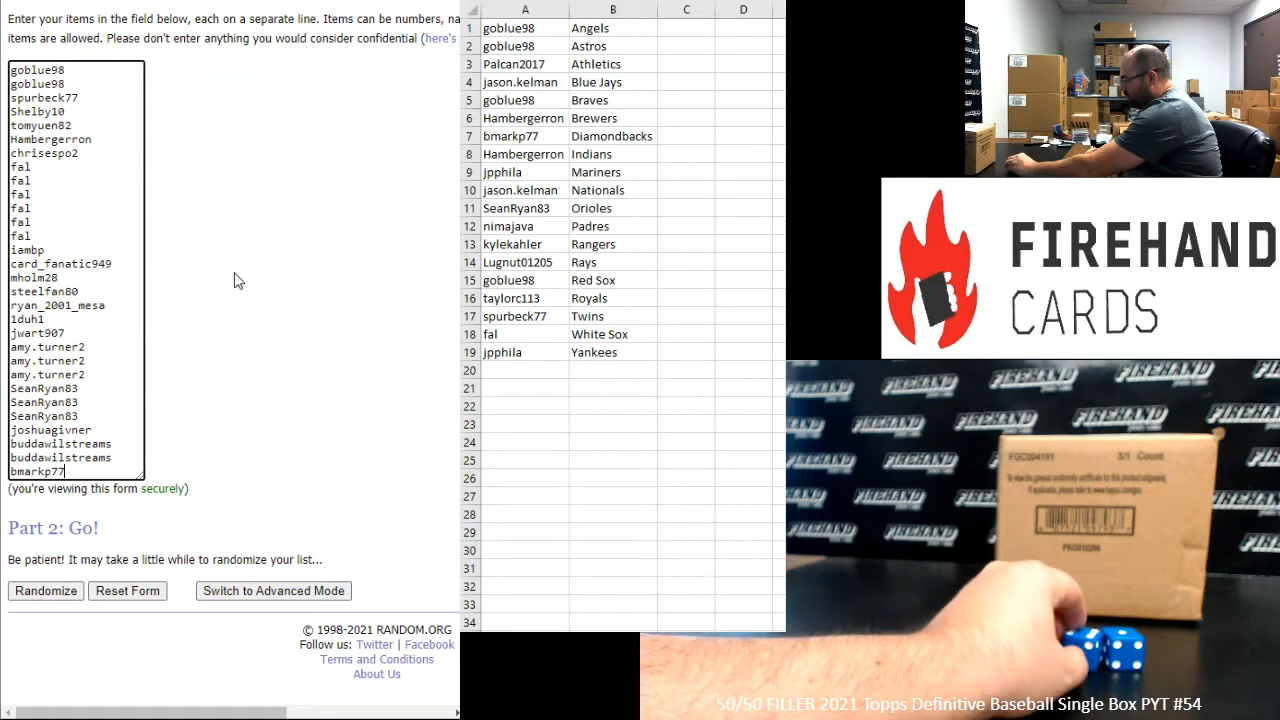 Enter your items in the field below, each on a separate line. Items can be numbers, na
items are allowed. Please don't enter anything you would consider confidential (here's
goblue98
goblue98
spurbeck77
Shelby10
tomyuen82
Hambergerron
chrisespo2
fal
fal
fal
fal
fal
fal
iambp
card_fanatic949
mholm28
steelfan80
ryan_2001_mesa
1duh1
jwart907
amy.turner2
amy.turner2
amy.turner2
SeanRyan83
SeanRyan83
SeanRyan83
joshuagivner
buddawilstreams
buddawilstreams
bmarkp77
(you're viewing this form securely)
Part 2: Go!
Be patient! It may take a little while to randomize your list...
Randomize Reset Form Switch to Advanced Mode
© 1998-2021 RANDOM.ORG
Follow us: Twitter | Facebook
Terms and Conditions
About Us
A B C D
1 goblue98 Angels
2 goblue98 Astros
3 Palcan2017 Athletics
4 jason.kelman Blue Jays
5 goblue98 Braves
6 Hambergerron Brewers
7 bmarkp77 Diamondbacks
8 Hambergerron Indians
9 jpphila Mariners
10 jason.kelman Nationals
11 SeanRyan83 Orioles
12 nimajava Padres
13 kylekahler Rangers
14 Lugnut01205 Rays
15 goblue98 Red Sox
16 taylorc113 Royals
17 spurbeck77 Twins
18 fal White Sox
19 jpphila Yankees
20
21
22
23
24
25
26
27
28
29
30
31
32
33
34
FIREHAND
CARDS
FIREHAND FIREHAND FIREHAND
FGC004191 3/1 Count
50/50 FILLER 2021 Topps Definitive Baseball Single Box PYT #54